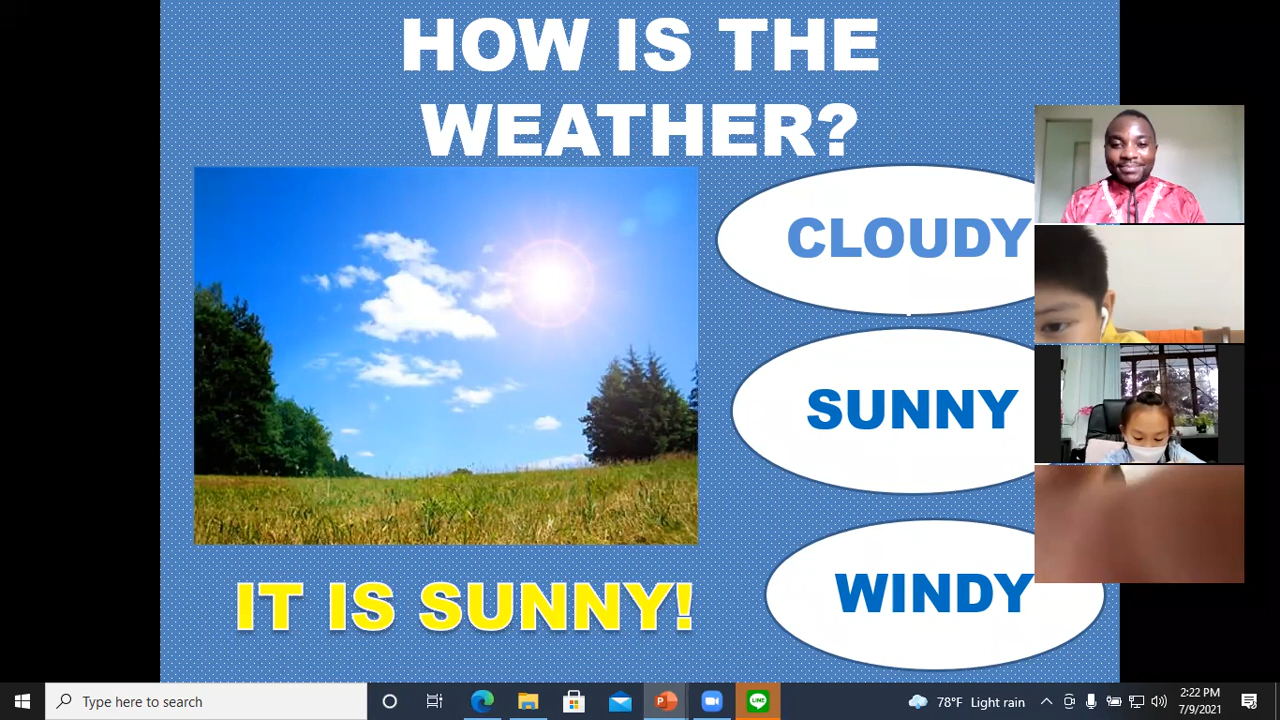 HOW IS THE
WEATHER?
CLOUDY
SUNNY
WINDY
IT IS SUNNY!
Type here to search
LINE
78°F Light rain
2:22 PM
7/9/2021